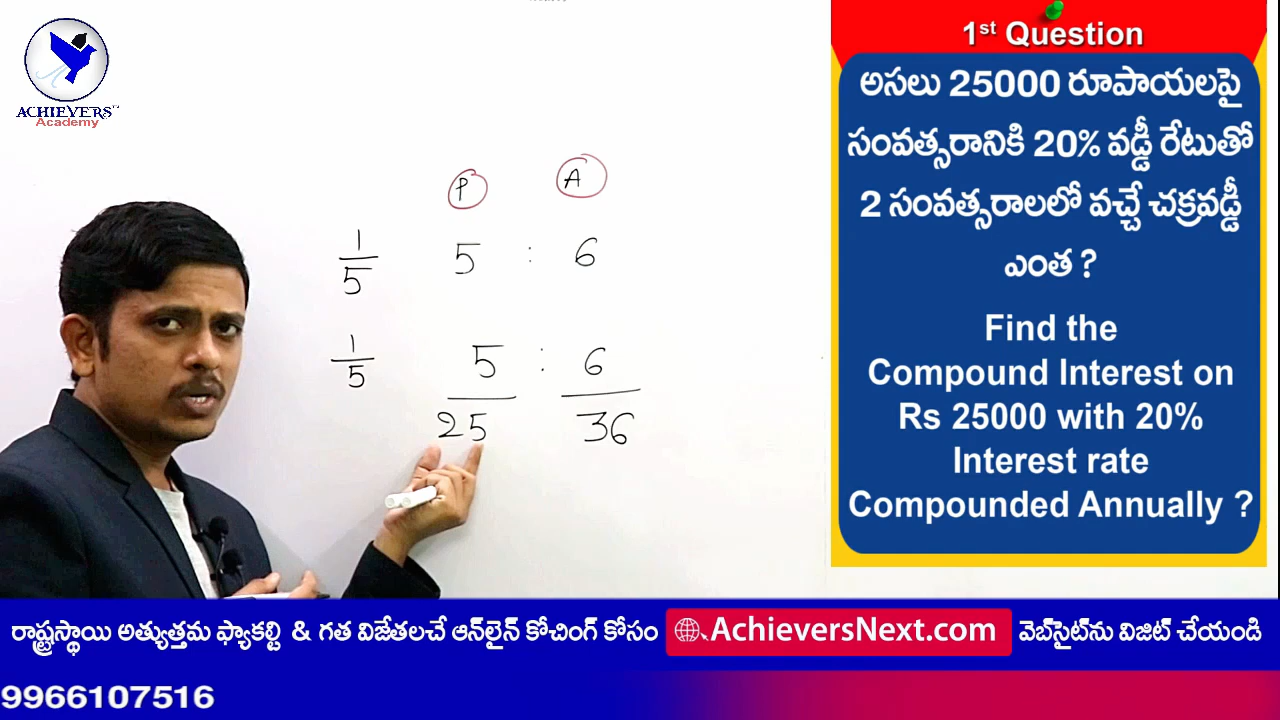 ACHIEVERS
Academy
P A
1/5 5 : 6
1/5 5 : 6
25 36
1st Question
అసలు 25000 రూపాయలపై
సంవత్సరానికి 20% వడ్డీ రేటుతో
2 సంవత్సరాలలో వచ్చే చక్రవడ్డీ
ఎంత ?
Find the
Compound Interest on
Rs 25000 with 20%
Interest rate
Compounded Annually ?
రాష్ట్రస్థాయి అత్యుత్తమ ఫ్యాకల్టి & గత విజేతలచే ఆన్‌లైన్ కోచింగ్ కోసం AchieversNext.com వెబ్‌సైట్‌ను విజిట్ చేయండి
9966107516